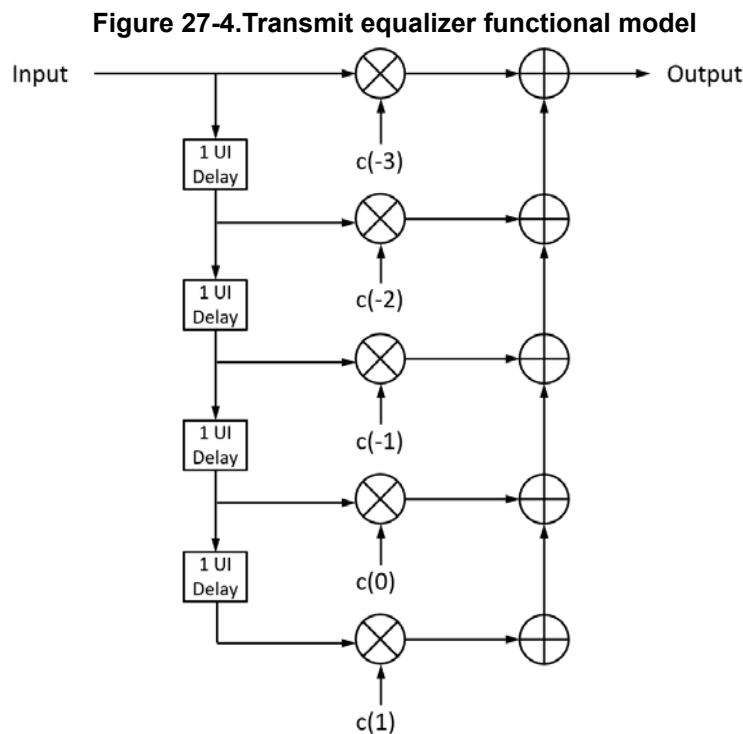 Figure 27-4.Transmit equalizer functional model
Input
Output
1 UI
Delay
c(-3)
1 UI
Delay
c(-2)
1 UI
Delay
c(-1)
1 UI
Delay
c(0)
c(1)